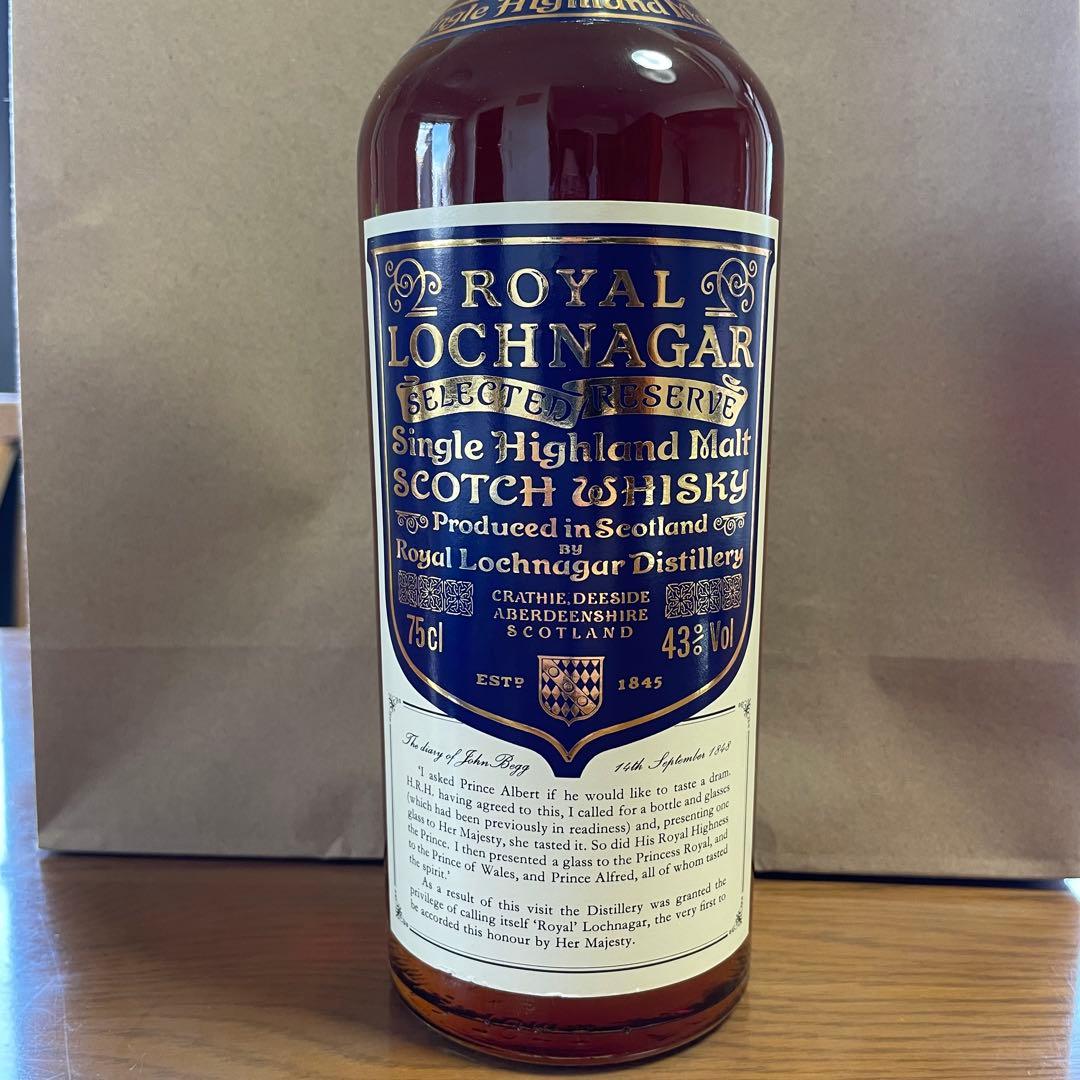 Single Highland
ROYAL
LOCHNAGAR
SELECTED RESERVE
Single Highland Malt
SCOTCH WHISKY
Produced in Scotland
BY
Royal Lochnagar Distillery
CRATHIE, DEESIDE
ABERDEENSHIRE
SCOTLAND
75cl
43% Vol
ESTD 1845
The diary of John Begg 14th September 1848
'I asked Prince Albert if he would like to taste a dram.
H.R.H. having agreed to this, I called for a bottle and glasses
(which had been previously in readiness) and, presenting one
glass to Her Majesty, she tasted it. So did His Royal Highness
the Prince. I then presented a glass to the Princess Royal, and
to the Prince of Wales, and Prince Alfred, all of whom tasted
the spirit.'
As a result of this visit the Distillery was granted the
privilege of calling itself 'Royal' Lochnagar, the very first to
be accorded this honour by Her Majesty.